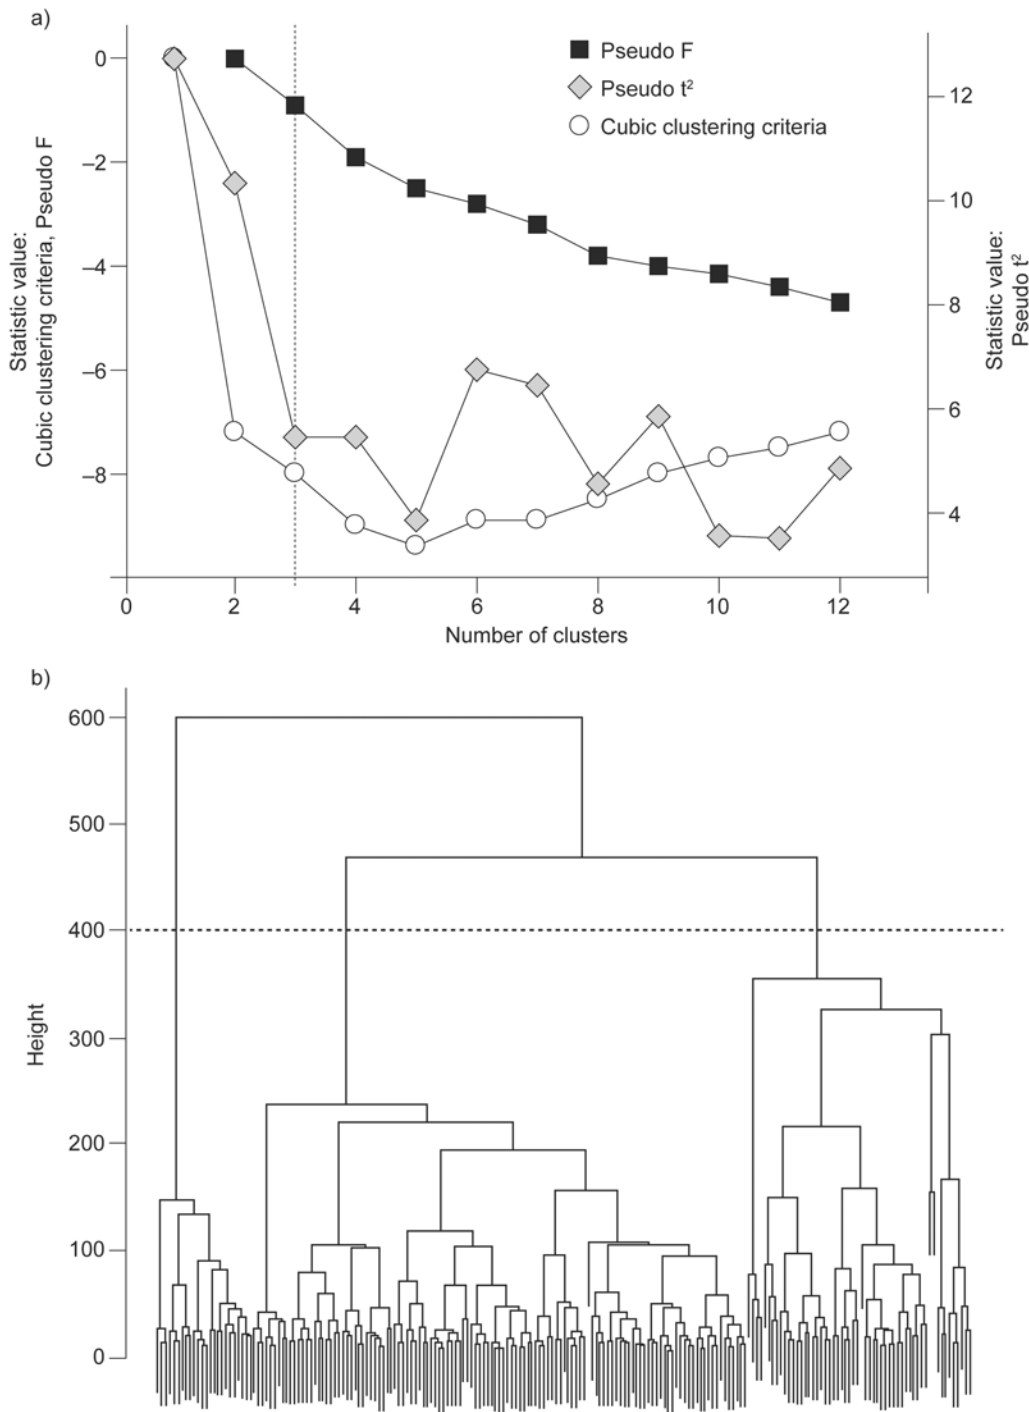 a)
Pseudo F
Pseudo t²
Cubic clustering criteria
Statistic value:
Cubic clustering criteria, Pseudo F
0
–2
–4
–6
–8
12
10
8
6
4
Statistic value:
Pseudo t²
0 2 4 6 8 10 12
Number of clusters
b)
600
500
400
300
200
100
0
Height